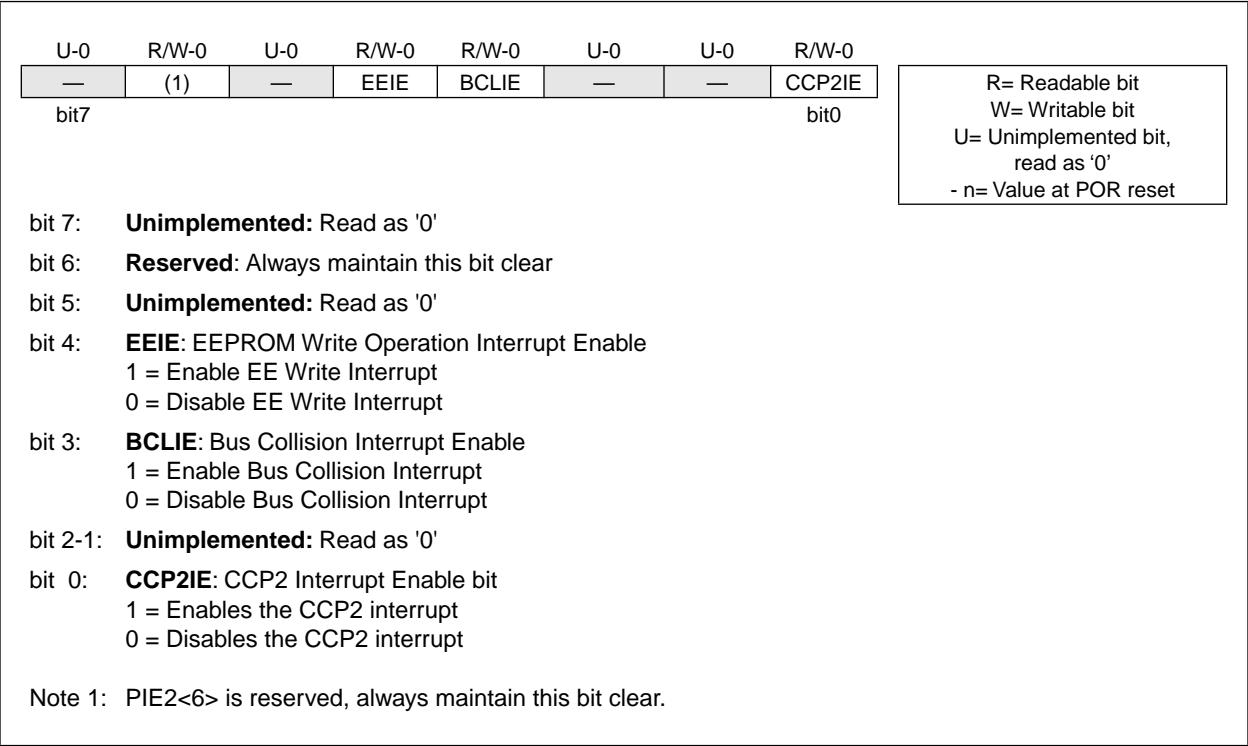 U-0 R/W-0 U-0 R/W-0 R/W-0 U-0 U-0 R/W-0
— (1) — EEIE BCLIE — — CCP2IE
bit7 bit0
R= Readable bit
W= Writable bit
U= Unimplemented bit,
read as ‘0’
- n= Value at POR reset
bit 7: Unimplemented: Read as '0'
bit 6: Reserved: Always maintain this bit clear
bit 5: Unimplemented: Read as '0'
bit 4: EEIE: EEPROM Write Operation Interrupt Enable
1 = Enable EE Write Interrupt
0 = Disable EE Write Interrupt
bit 3: BCLIE: Bus Collision Interrupt Enable
1 = Enable Bus Collision Interrupt
0 = Disable Bus Collision Interrupt
bit 2-1: Unimplemented: Read as '0'
bit 0: CCP2IE: CCP2 Interrupt Enable bit
1 = Enables the CCP2 interrupt
0 = Disables the CCP2 interrupt
Note 1: PIE2<6> is reserved, always maintain this bit clear.